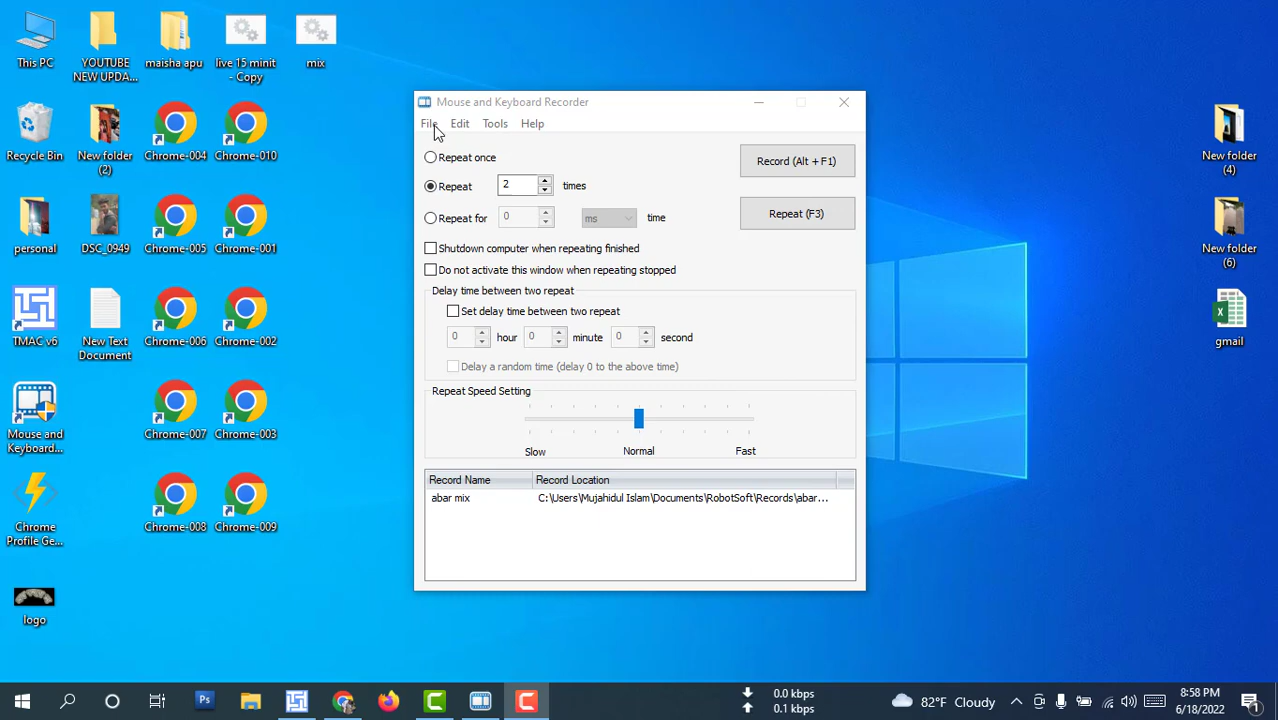 This PC
YOUTUBE
NEW UPDA...
maisha apu
live 15 minit
- Copy
mix
Recycle Bin
New folder
(2)
Chrome-004
Chrome-010
personal
DSC_0949
Chrome-005
Chrome-001
TMAC v6
New Text
Document
Chrome-006
Chrome-002
Mouse and
Keyboard...
Chrome-007
Chrome-003
Chrome
Profile Ge...
Chrome-008
Chrome-009
logo
Mouse and Keyboard Recorder
File Edit Tools Help
Repeat once
Record (Alt + F1)
Repeat 2 times
Repeat (F3)
Repeat for 0 ms time
Shutdown computer when repeating finished
Do not activate this window when repeating stopped
Delay time between two repeat
Set delay time between two repeat
0 hour 0 minute 0 second
Delay a random time (delay 0 to the above time)
Repeat Speed Setting
Slow Normal Fast
Record Name Record Location
abar mix C:\Users\Mujahidul Islam\Documents\RobotSoft\Records\abar...
New folder
(4)
New folder
(6)
gmail
Ps
0.0 kbps
0.1 kbps
82°F Cloudy
8:58 PM
6/18/2022
1